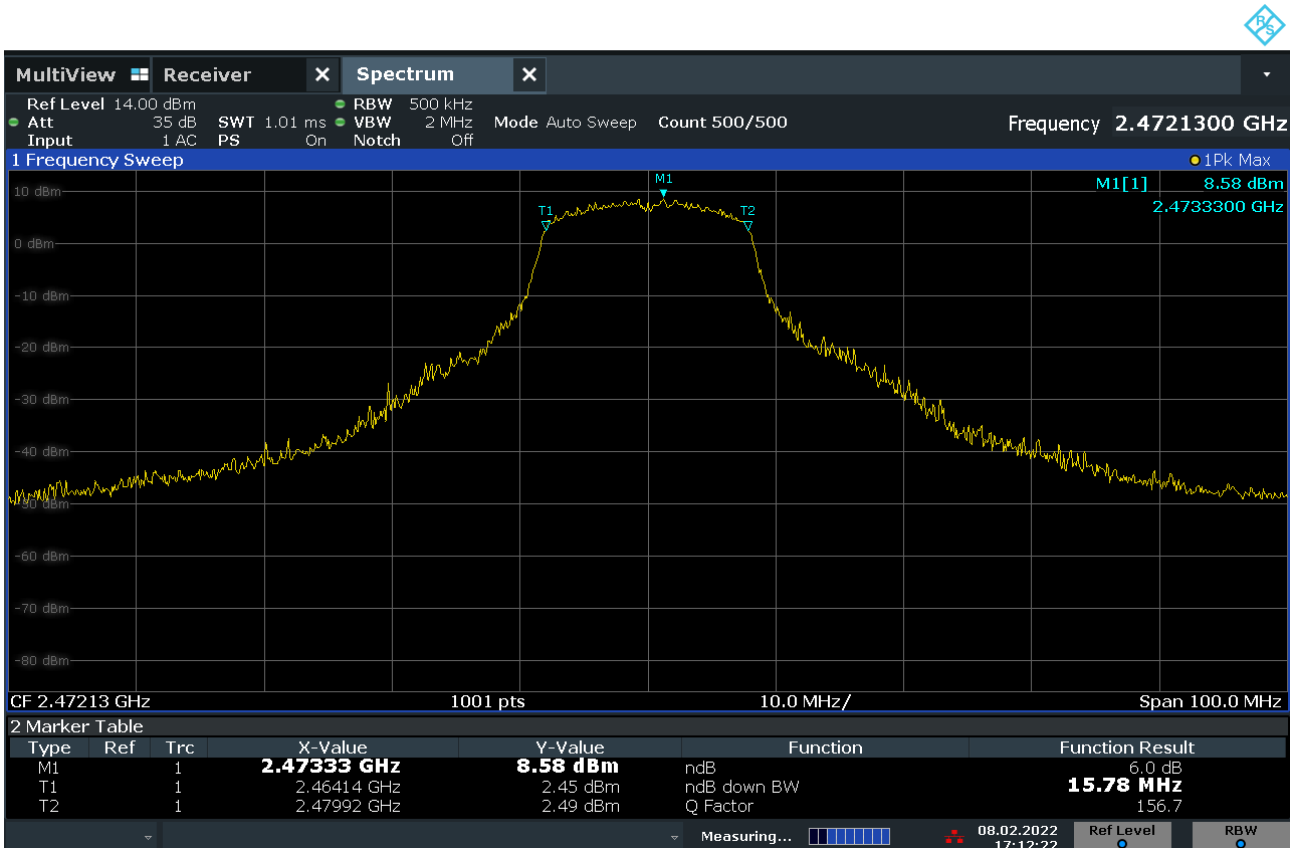 R&S
MultiView Receiver X Spectrum X
Ref Level 14.00 dBm RBW 500 kHz
Att 35 dB SWT 1.01 ms VBW 2 MHz Mode Auto Sweep Count 500/500 Frequency 2.4721300 GHz
Input 1 AC PS On Notch Off
1 Frequency Sweep 1Pk Max
M1
M1[1] 8.58 dBm
10 dBm
2.4733300 GHz
T1 T2
0 dBm
-10 dBm
-20 dBm
-30 dBm
-40 dBm
-50 dBm
-60 dBm
-70 dBm
-80 dBm
CF 2.47213 GHz 1001 pts 10.0 MHz/ Span 100.0 MHz
2 Marker Table
Type Ref Trc X-Value Y-Value Function Function Result
M1 1 2.47333 GHz 8.58 dBm ndB 6.0 dB
T1 1 2.46414 GHz 2.45 dBm ndB down BW 15.78 MHz
T2 1 2.47992 GHz 2.49 dBm Q Factor 156.7
Measuring... 08.02.2022 Ref Level RBW
17:12:22